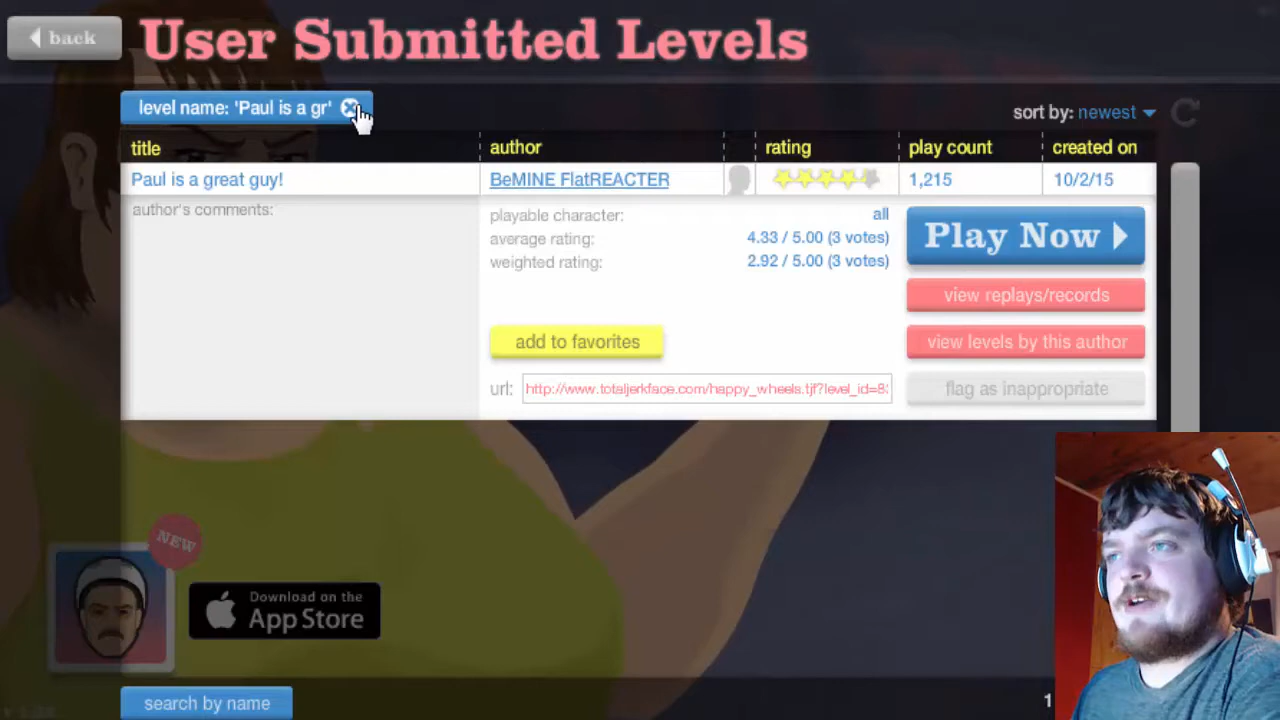 back
User Submitted Levels
level name: 'Paul is a gr'
sort by: newest
title author rating play count created on
Paul is a great guy! BeMINE FlatREACTER 1,215 10/2/15
author's comments:
playable character: all
average rating: 4.33 / 5.00 (3 votes)
weighted rating: 2.92 / 5.00 (3 votes)
Play Now
view replays/records
add to favorites
view levels by this author
url: http://www.totaljerkface.com/happy_wheels.tjf?level_id=8
flag as inappropriate
NEW
Download on the
App Store
search by name
1